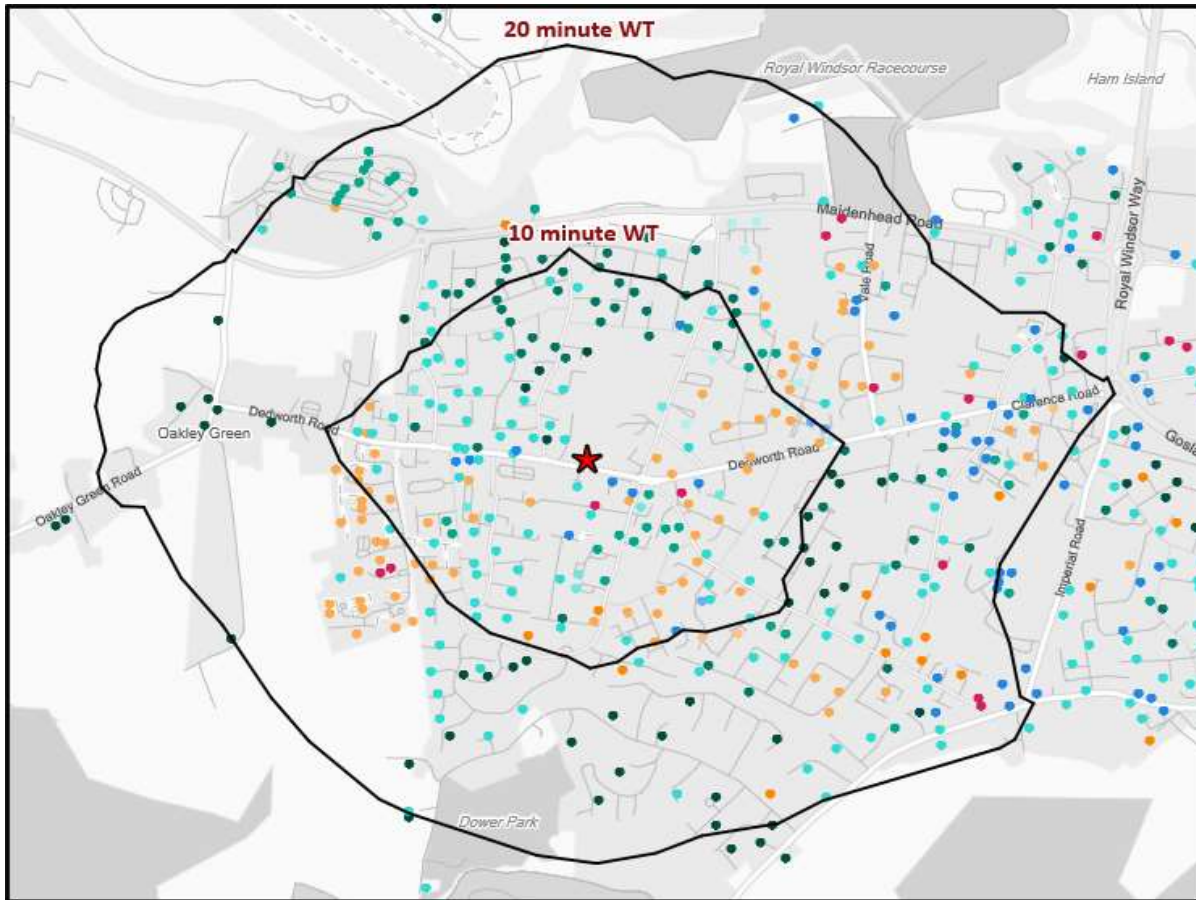 20 minute WT
Royal Windsor Racecourse
Ham Island
Royal Windsor Way
Maidenhead Road
10 minute WT
Vale Road
Clarence Road
Dedworth Road
Oakley Green
Dedworth Road
Gosl
Oakley Green Road
Imperial Road
Dower Park